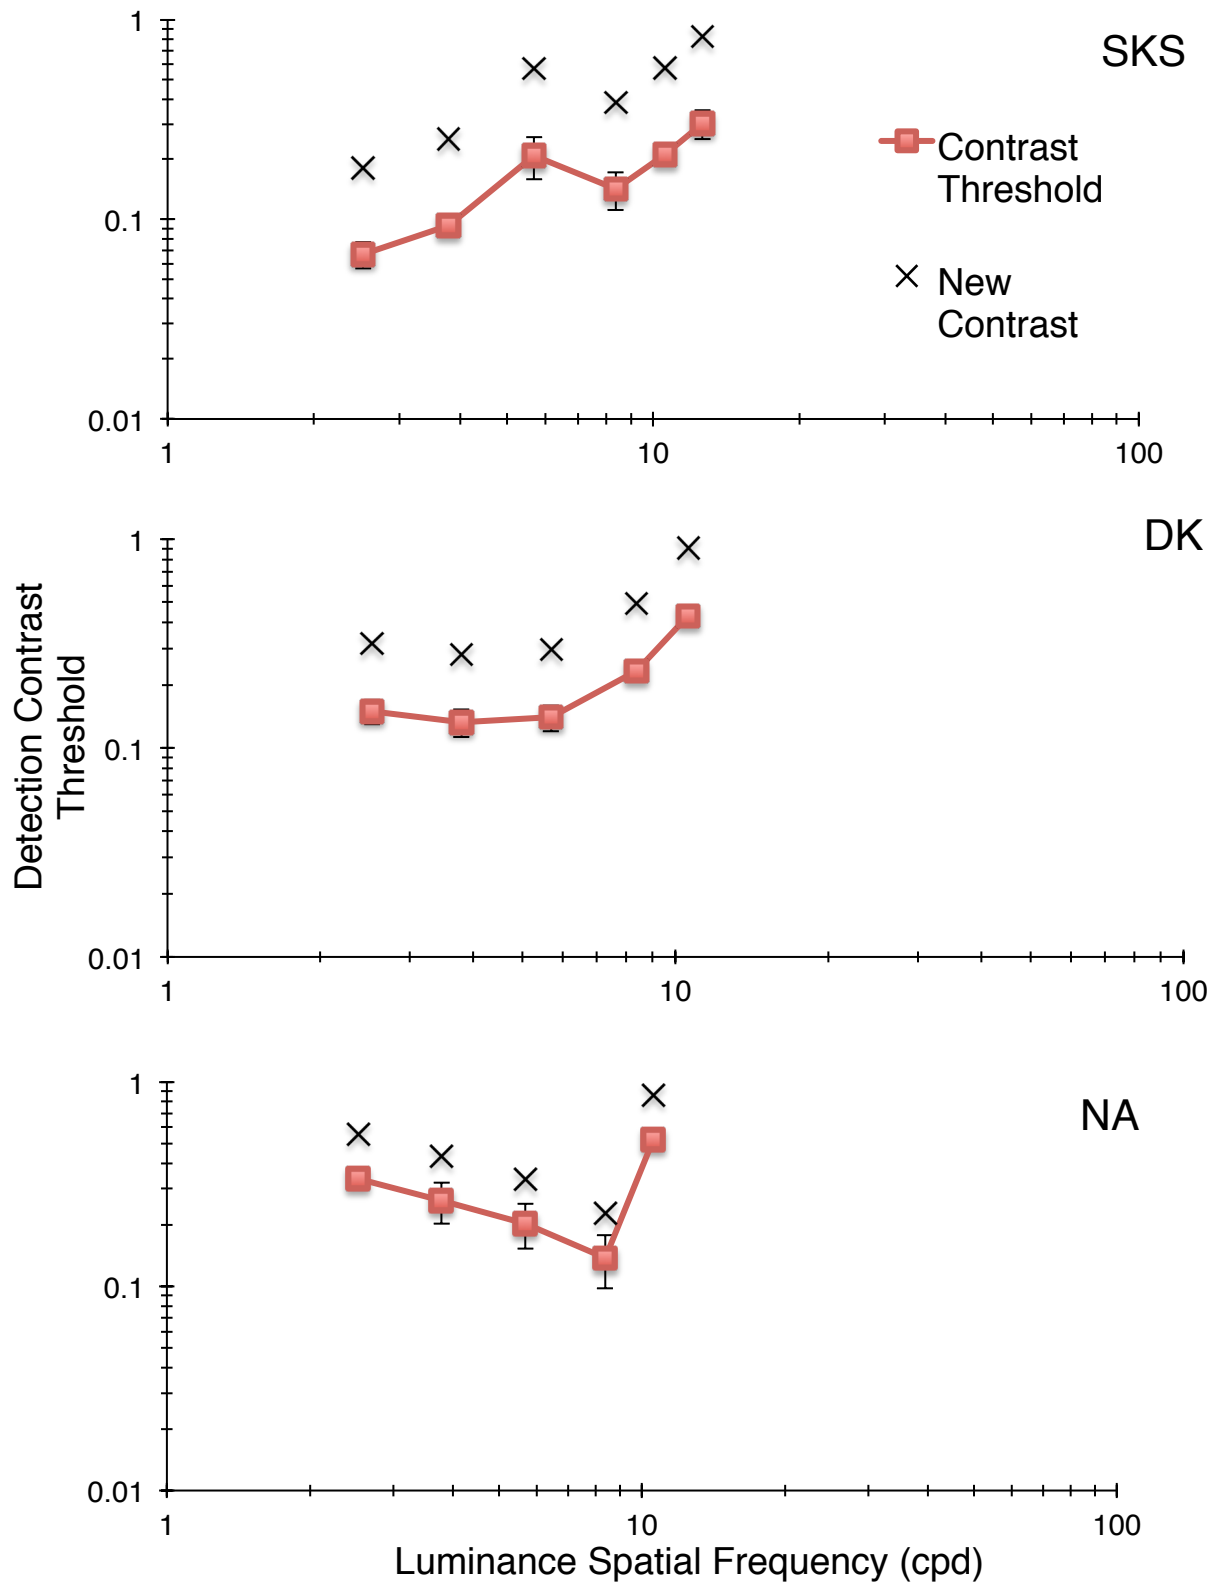 1
SKS
Contrast
Threshold
0.1
New
Contrast
0.01
1 10 100
1
DK
Detection Contrast
Threshold
0.1
0.01
1 10 100
1
NA
0.1
0.01
1 10 100
Luminance Spatial Frequency (cpd)